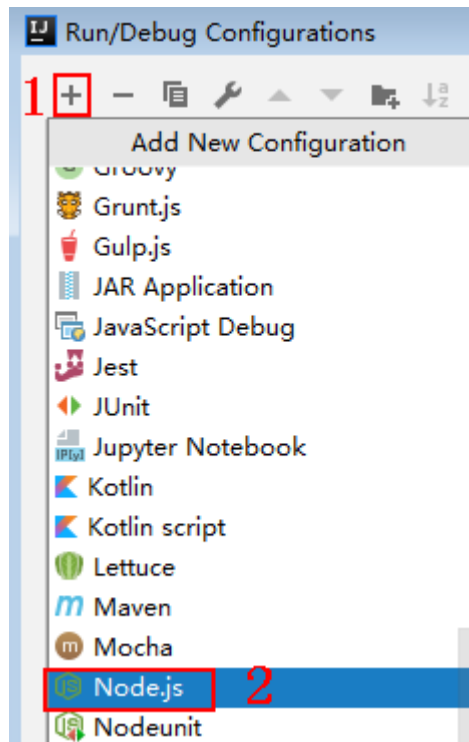 Run/Debug Configurations
1
Add New Configuration
Groovy
Grunt.js
Gulp.js
JAR Application
JavaScript Debug
Jest
JUnit
Jupyter Notebook
Kotlin
Kotlin script
Lettuce
Maven
Mocha
Node.js 2
Nodeunit